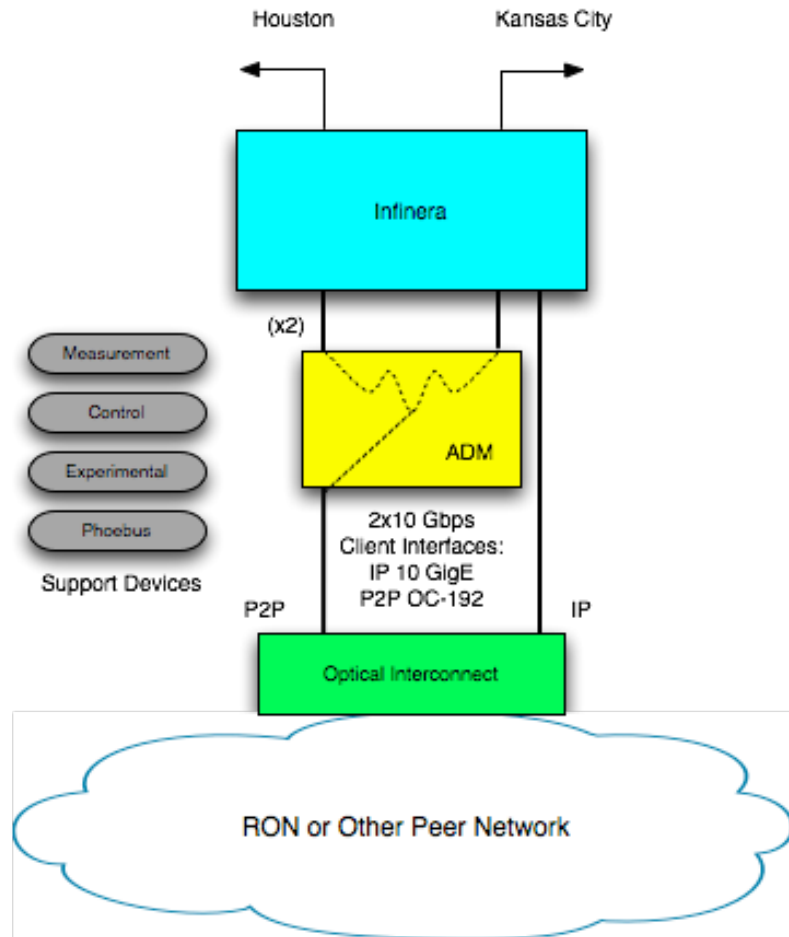 Houston
Kansas City
Infinera
(x2)
Measurement
Control
Experimental
Phoebus
Support Devices
ADM
2x10 Gbps
Client Interfaces:
IP 10 GigE
P2P OC-192
P2P
IP
Optical Interconnect
RON or Other Peer Network